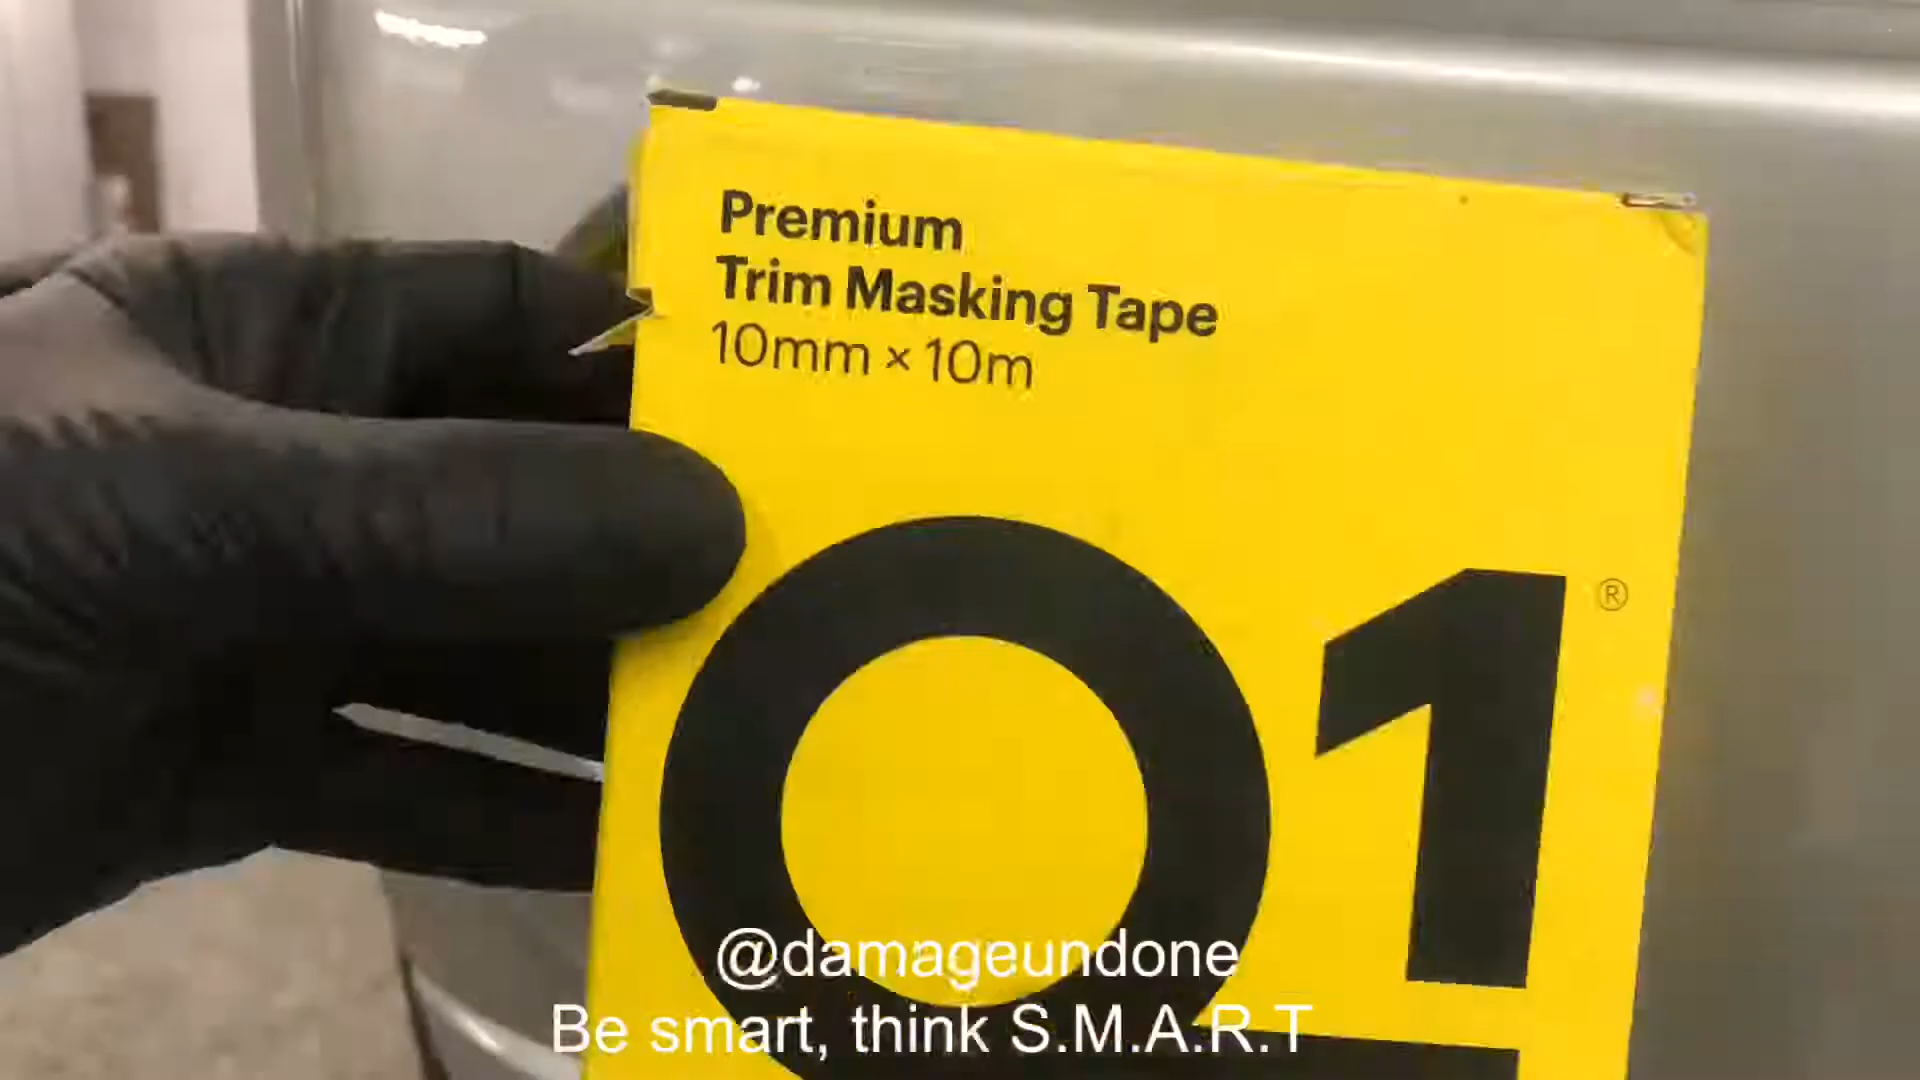 Premium
Trim Masking Tape
10mm × 10m
Q1®
@damageundone
Be smart, think S.M.A.R.T